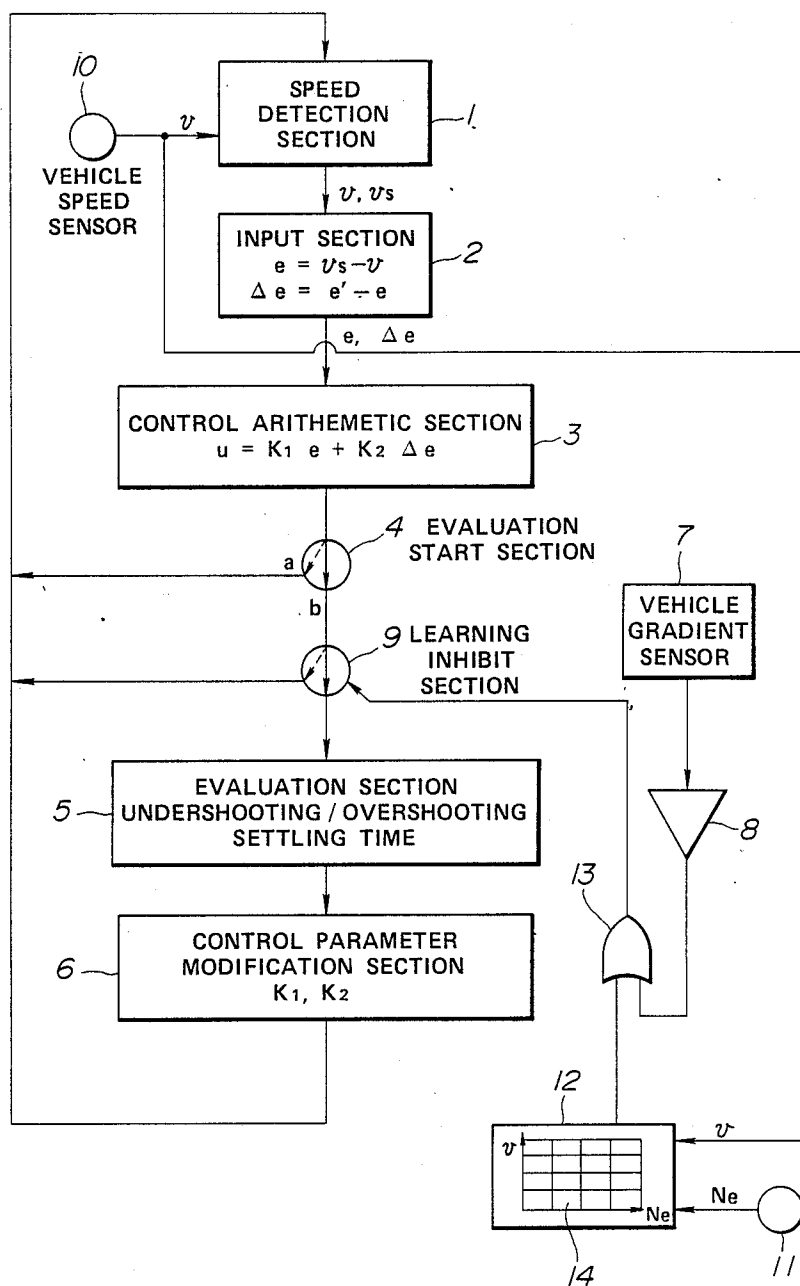 10
SPEED
DETECTION
SECTION
1
v
VEHICLE
SPEED
SENSOR
v, vs
INPUT SECTION
e = vs−v
Δe = e′−e
2
e, Δe
CONTROL ARITHEMETIC SECTION
u = K1 e + K2 Δe
3
4 EVALUATION
START SECTION
a
b
7
VEHICLE
GRADIENT
SENSOR
9 LEARNING
INHIBIT
SECTION
EVALUATION SECTION
UNDERSHOOTING / OVERSHOOTING
SETTLING TIME
5
8
13
CONTROL PARAMETER
MODIFICATION SECTION
K1, K2
6
12
v
v
Ne
Ne
14
11